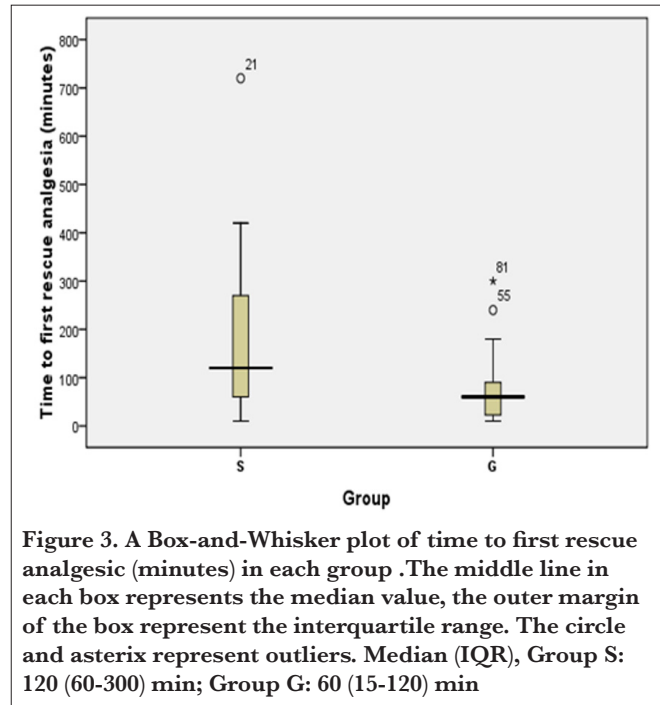 800
700
600
500
400
300
200
100
0
Time to first rescue analgesia (minutes)
21
81
*
55
S
G
Group
Figure 3. A Box-and-Whisker plot of time to first rescue
analgesic (minutes) in each group .The middle line in
each box represents the median value, the outer margin
of the box represent the interquartile range. The circle
and asterix represent outliers. Median (IQR), Group S:
120 (60-300) min; Group G: 60 (15-120) min